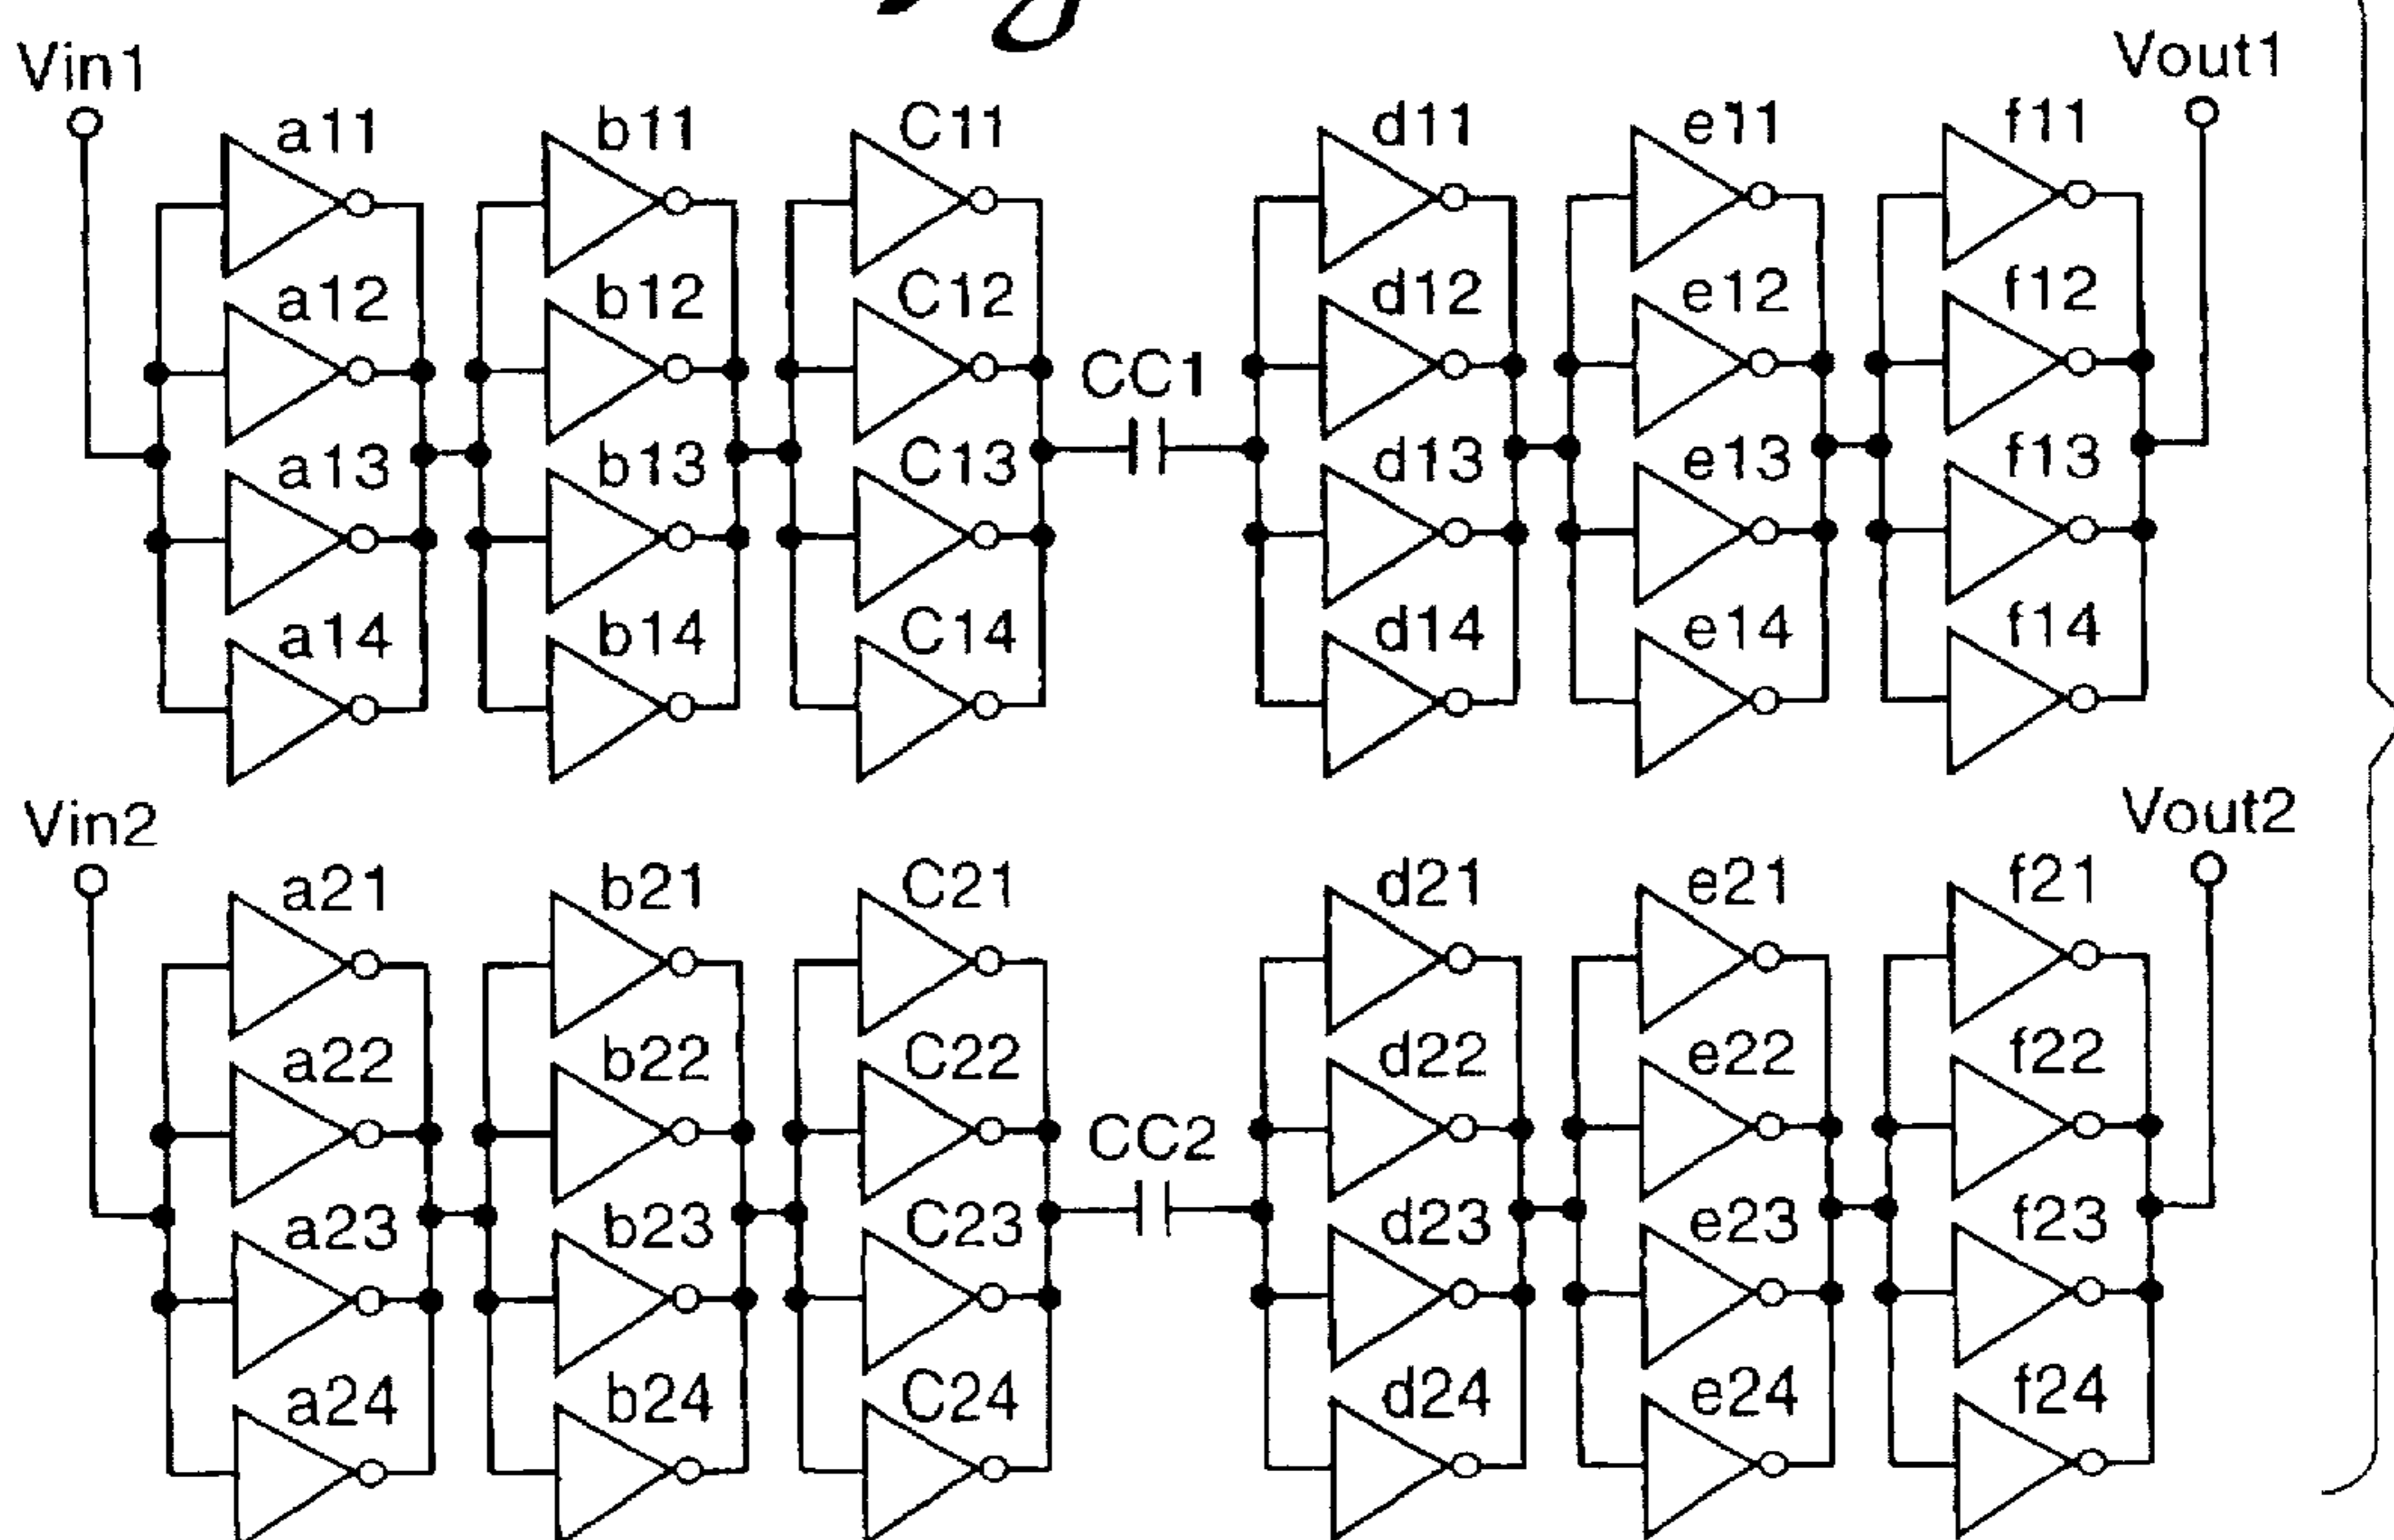 Vin1 Vout1
a11 b11 C11 d11 e11 f11
a12 b12 C12 d12 e12 f12
CC1
a13 b13 C13 d13 e13 f13
a14 b14 C14 d14 e14 f14
Vin2 Vout2
a21 b21 C21 d21 e21 f21
a22 b22 C22 d22 e22 f22
CC2
a23 b23 C23 d23 e23 f23
a24 b24 C24 d24 e24 f24